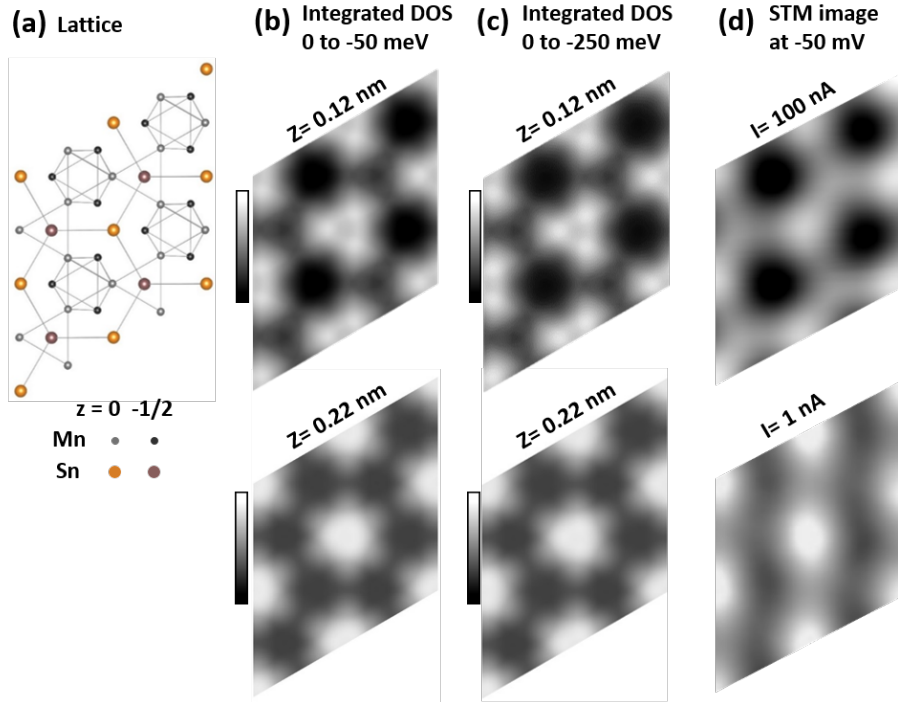 (a) Lattice
z = 0 -1/2
Mn
Sn
(b) Integrated DOS
0 to -50 meV
Z= 0.12 nm
Z= 0.22 nm
(c) Integrated DOS
0 to -250 meV
Z= 0.12 nm
Z= 0.22 nm
(d) STM image
at -50 mV
I= 100 nA
I= 1 nA